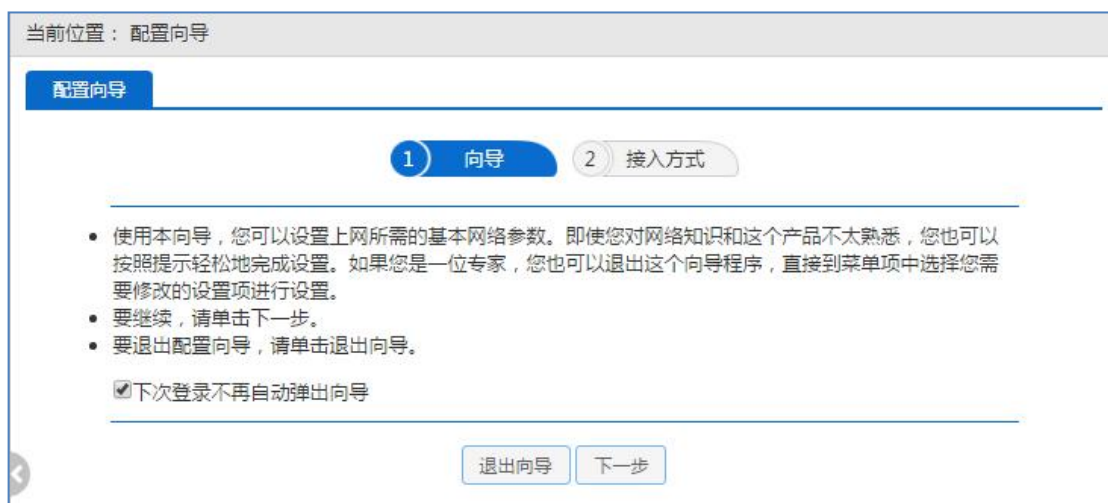 当前位置： 配置向导
配置向导
1 向导 2 接入方式
使用本向导，您可以设置上网所需的基本网络参数。即使您对网络知识和这个产品不太熟悉，您也可以
按照提示轻松地完成设置。如果您是一位专家，您也可以退出这个向导程序，直接到菜单项中选择您需
要修改的设置项进行设置。
要继续，请单击下一步。
要退出配置向导，请单击退出向导。
下次登录不再自动弹出向导
退出向导 下一步